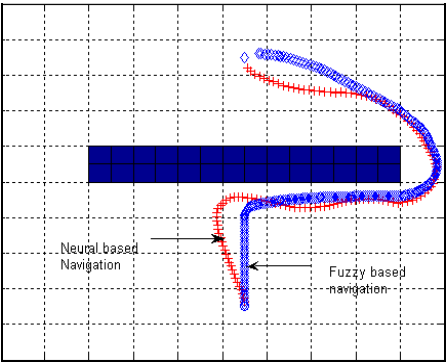 Neural based
Navigation
Fuzzy based
navigation